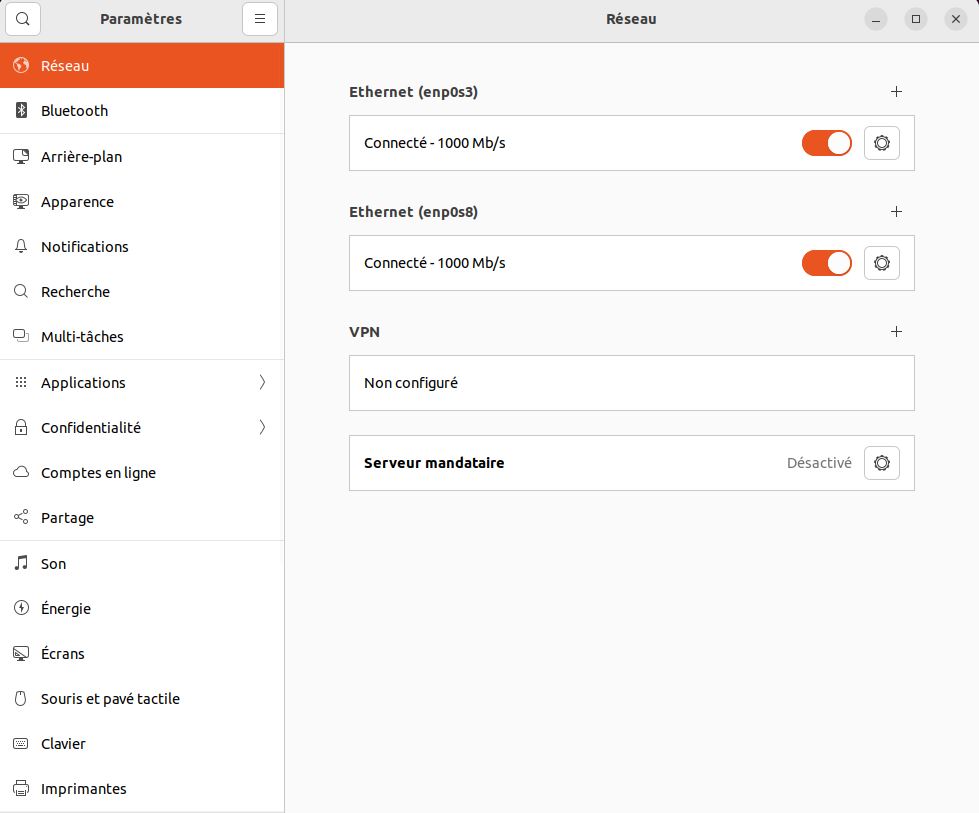 Paramètres
Réseau
Réseau
Bluetooth
Arrière-plan
Apparence
Notifications
Recherche
Multi-tâches
Applications
Confidentialité
Comptes en ligne
Partage
Son
Énergie
Écrans
Souris et pavé tactile
Clavier
Imprimantes
Ethernet (enp0s3)
Connecté - 1000 Mb/s
Ethernet (enp0s8)
Connecté - 1000 Mb/s
VPN
Non configuré
Serveur mandataire
Désactivé